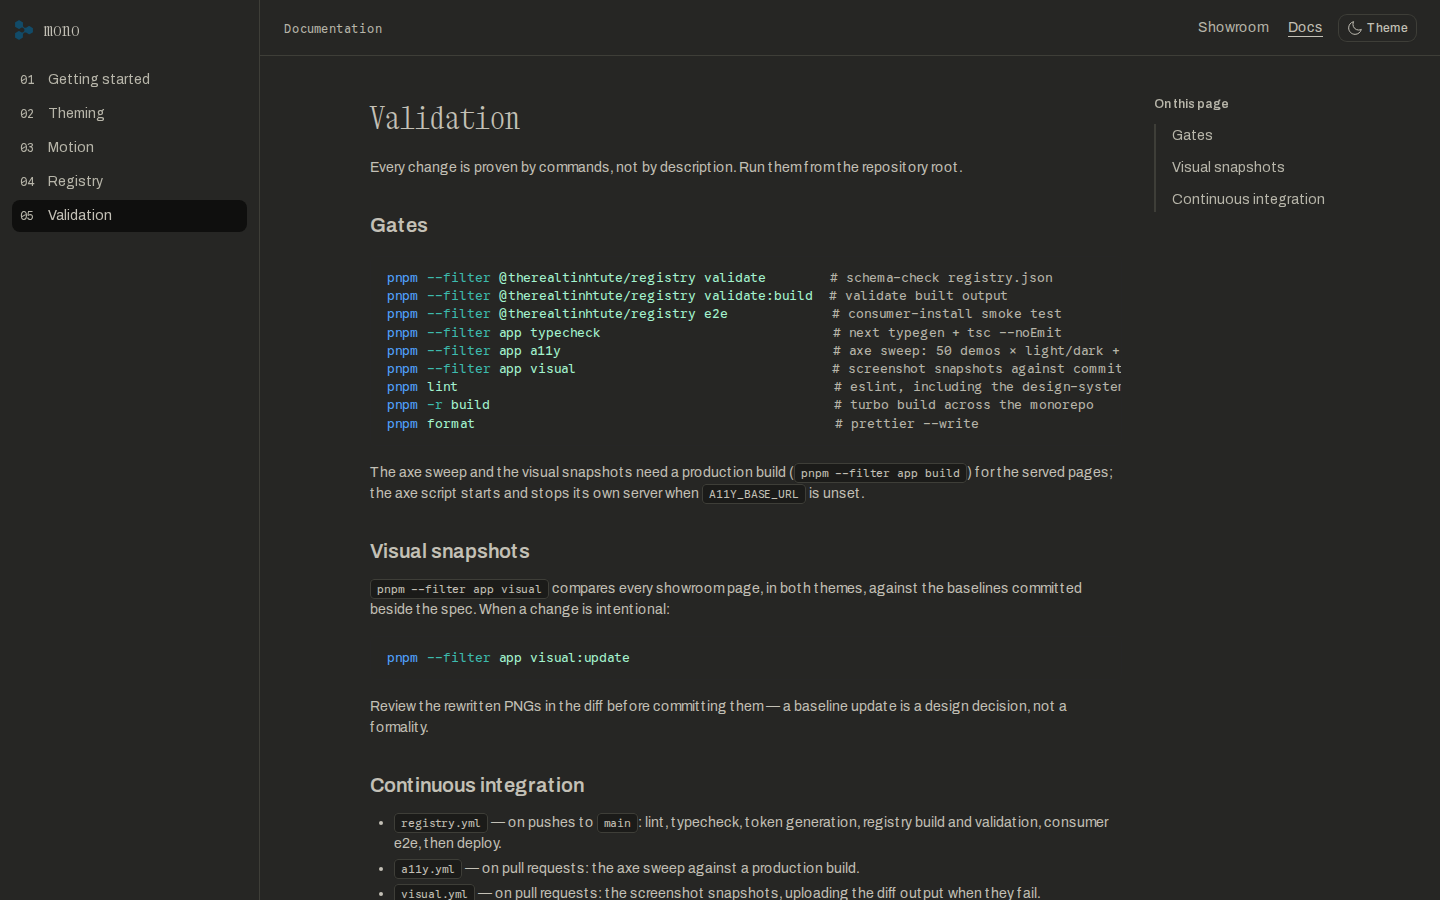 mono
Documentation
Showroom
Docs
Theme
01 Getting started
02 Theming
03 Motion
04 Registry
05 Validation
Validation
Every change is proven by commands, not by description. Run them from the repository root.
Gates
pnpm --filter @therealtinhtute/registry validate # schema-check registry.json
pnpm --filter @therealtinhtute/registry validate:build # validate built output
pnpm --filter @therealtinhtute/registry e2e # consumer-install smoke test
pnpm --filter app typecheck # next typegen + tsc --noEmit
pnpm --filter app a11y # axe sweep: 50 demos × light/dark +
pnpm --filter app visual # screenshot snapshots against commit
pnpm lint # eslint, including the design-system
pnpm -r build # turbo build across the monorepo
pnpm format # prettier --write
The axe sweep and the visual snapshots need a production build (pnpm --filter app build) for the served pages;
the axe script starts and stops its own server when A11Y_BASE_URL is unset.
Visual snapshots
pnpm --filter app visual compares every showroom page, in both themes, against the baselines committed
beside the spec. When a change is intentional:
pnpm --filter app visual:update
Review the rewritten PNGs in the diff before committing them — a baseline update is a design decision, not a
formality.
Continuous integration
• registry.yml — on pushes to main: lint, typecheck, token generation, registry build and validation, consumer
e2e, then deploy.
• a11y.yml — on pull requests: the axe sweep against a production build.
• visual.yml — on pull requests: the screenshot snapshots, uploading the diff output when they fail.
On this page
Gates
Visual snapshots
Continuous integration